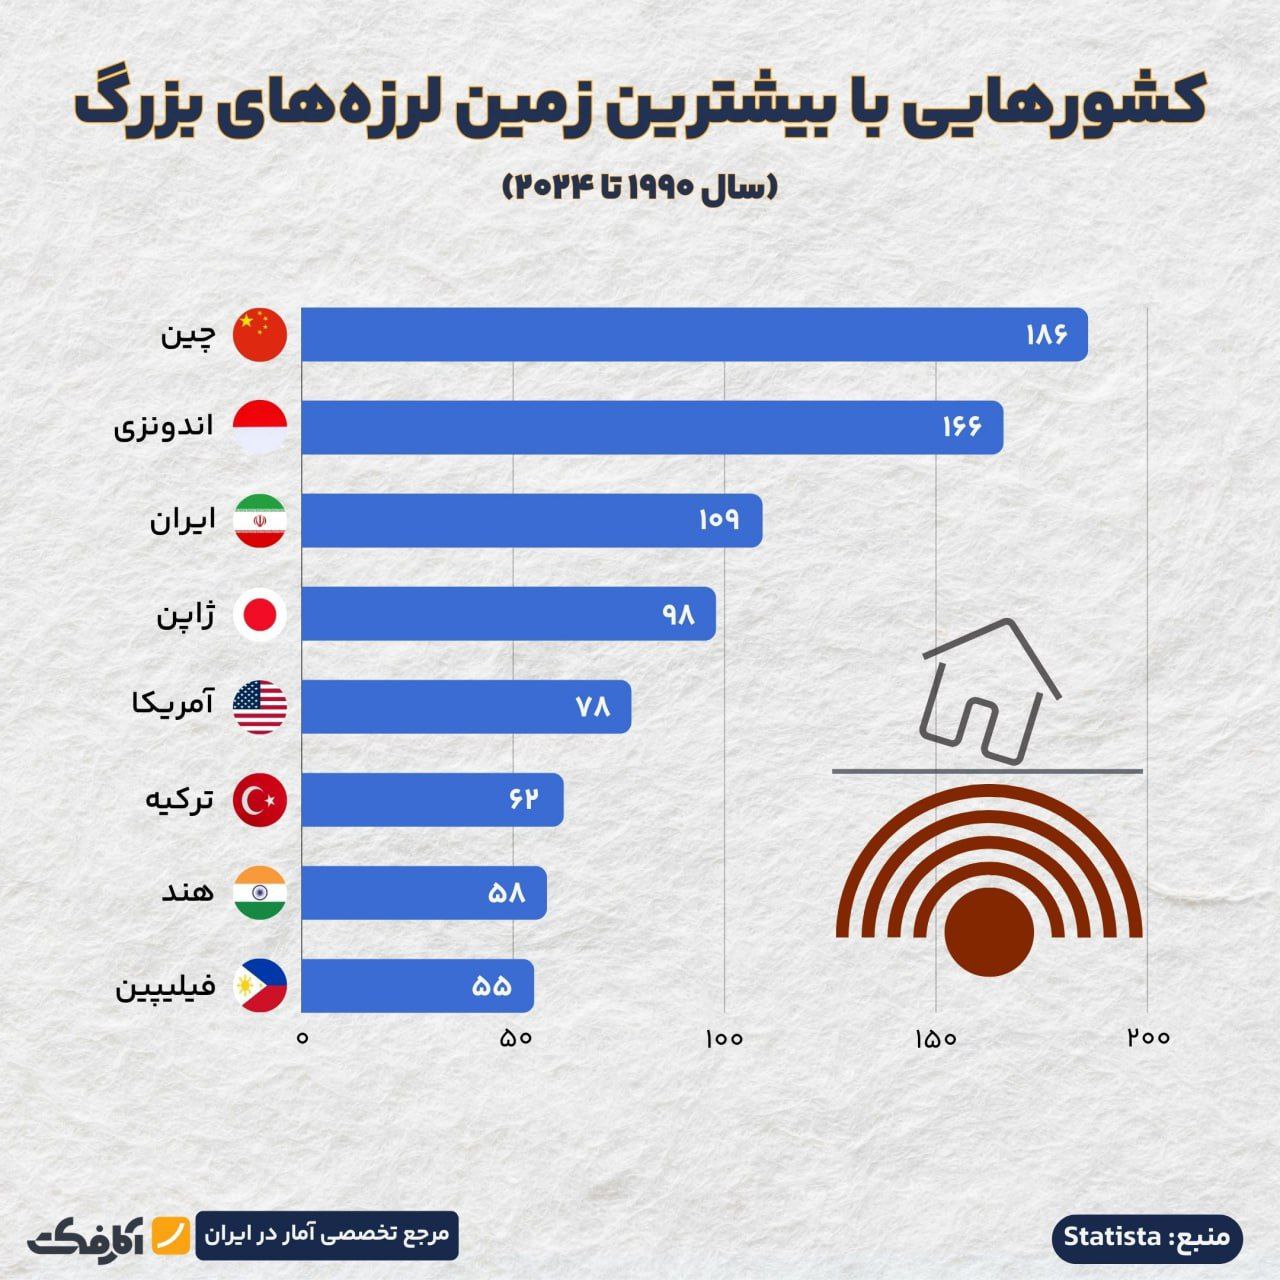 کشورهایی با بیشترین زمین لرزه‌های بزرگ
(سال ۱۹۹۰ تا ۲۰۲۴)
چین ۱۸۶
اندونزی ۱۶۶
ایران ۱۰۹
ژاپن ۹۸
آمریکا ۷۸
ترکیه ۶۲
هند ۵۸
فیلیپین ۵۵
۰ ۵۰ ۱۰۰ ۱۵۰ ۲۰۰
منبع: Statista
مرجع تخصصی آمار در ایران
آمارفکت